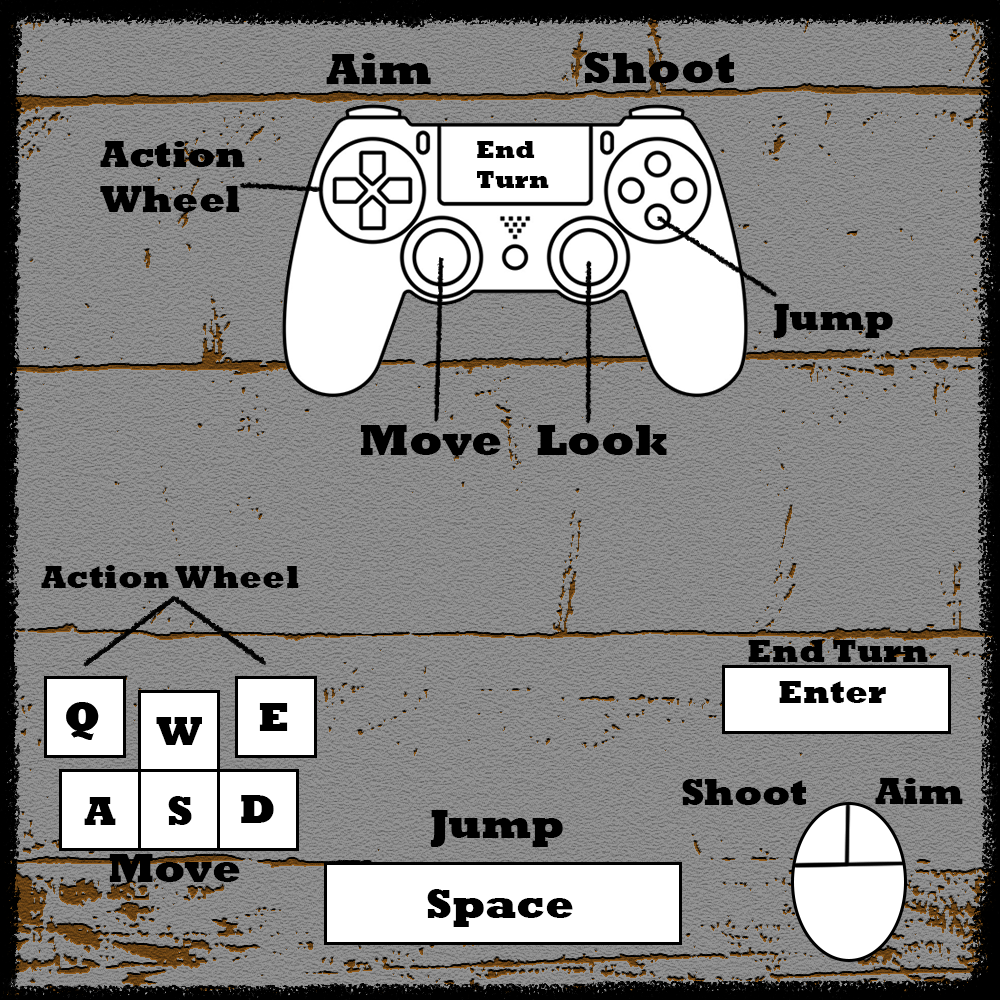 Aim
Shoot
Action
Wheel
End
Turn
Jump
Move
Look
Action Wheel
Q
W
E
A
S
D
Move
End Turn
Enter
Jump
Space
Shoot
Aim